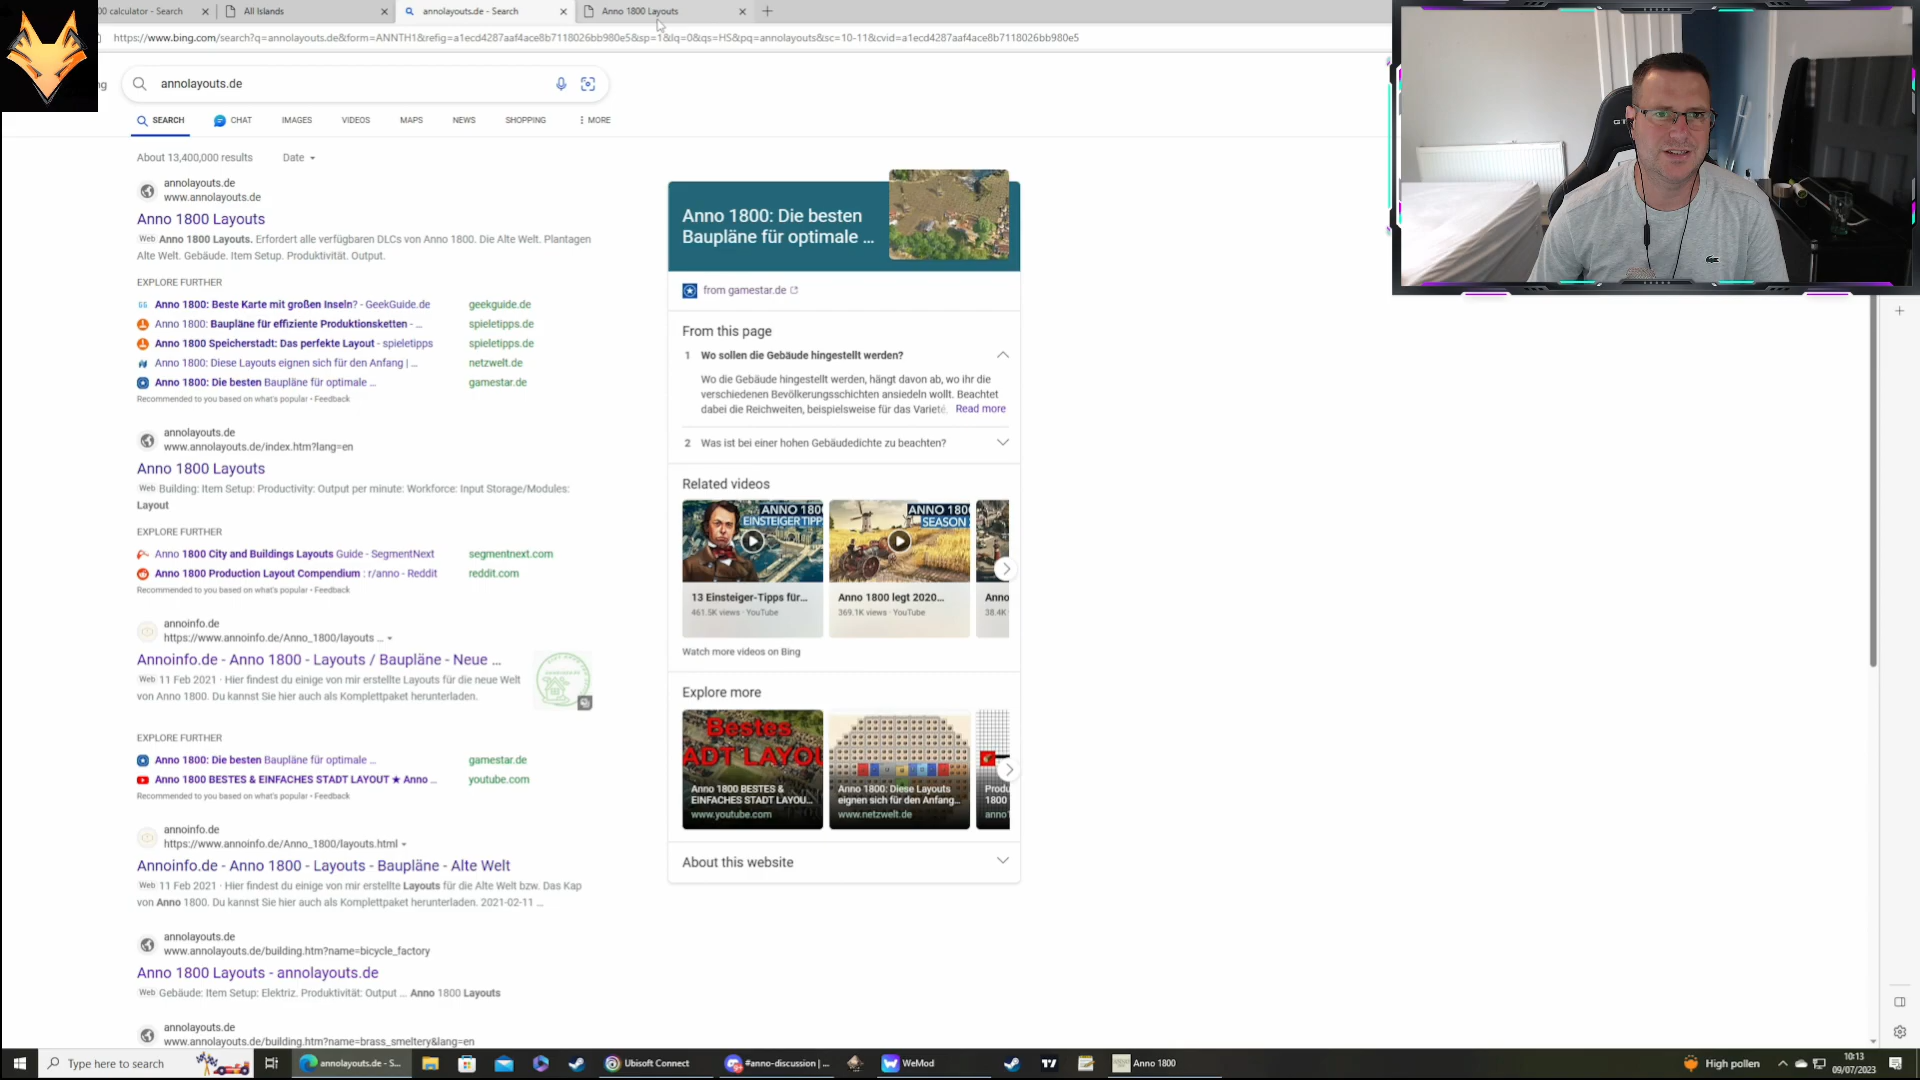 00 calculator - Search
All Islands
annolayouts.de - Search
Anno 1800 Layouts
https://www.bing.com/search?q=annolayouts.de&form=ANNTH1&refig=a1ecd4287aaf4ace8b7118026bb980e5&sp=1&lq=0&qs=HS&pq=annolayouts&sc=10-11&cvid=a1ecd4287aaf4ace8b7118026bb980e5
ng
annolayouts.de
SEARCH
CHAT
IMAGES
VIDEOS
MAPS
NEWS
SHOPPING
MORE
About 13,400,000 results
Date
annolayouts.de
www.annolayouts.de
Anno 1800 Layouts
Web Anno 1800 Layouts. Erfordert alle verfügbaren DLCs von Anno 1800. Die Alte Welt. Plantagen
Alte Welt. Gebäude. Item Setup. Produktivität. Output.
EXPLORE FURTHER
Anno 1800: Beste Karte mit großen Inseln? - GeekGuide.de
geekguide.de
Anno 1800: Baupläne für effiziente Produktionsketten - ...
spieletipps.de
Anno 1800 Speicherstadt: Das perfekte Layout - spieletipps
spieletipps.de
Anno 1800: Diese Layouts eignen sich für den Anfang | ...
netzwelt.de
Anno 1800: Die besten Baupläne für optimale ...
gamestar.de
Recommended to you based on what's popular • Feedback
annolayouts.de
www.annolayouts.de/index.htm?lang=en
Anno 1800 Layouts
Web Building: Item Setup: Productivity: Output per minute: Workforce: Input Storage/Modules:
Layout
EXPLORE FURTHER
Anno 1800 City and Buildings Layouts Guide - SegmentNext
segmentnext.com
Anno 1800 Production Layout Compendium : r/anno - Reddit
reddit.com
Recommended to you based on what's popular • Feedback
annoinfo.de
https://www.annoinfo.de/Anno_1800/layouts ...
Annoinfo.de - Anno 1800 - Layouts / Baupläne - Neue ...
Web 11 Feb 2021 · Hier findest du einige von mir erstellte Layouts für die neue Welt
von Anno 1800. Du kannst Sie hier auch als Komplettpaket herunterladen.
EXPLORE FURTHER
Anno 1800: Die besten Baupläne für optimale ...
gamestar.de
Anno 1800 BESTES & EINFACHES STADT LAYOUT ★ Anno ...
youtube.com
Recommended to you based on what's popular • Feedback
annoinfo.de
https://www.annoinfo.de/Anno_1800/layouts.html
Annoinfo.de - Anno 1800 - Layouts - Baupläne - Alte Welt
Web 11 Feb 2021 · Hier findest du einige von mir erstellte Layouts für die Alte Welt bzw. Das Kap
von Anno 1800. Du kannst Sie hier auch als Komplettpaket herunterladen. 2021-02-11 ...
annolayouts.de
www.annolayouts.de/building.htm?name=bicycle_factory
Anno 1800 Layouts - annolayouts.de
Web Gebäude: Item Setup: Elektriz. Produktivität: Output ... Anno 1800 Layouts
annolayouts.de
www.annolayouts.de/building.htm?name=brass_smeltery&lang=en
Anno 1800: Die besten
Baupläne für optimale ...
from gamestar.de
From this page
1 Wo sollen die Gebäude hingestellt werden?
Wo die Gebäude hingestellt werden, hängt davon ab, wo ihr die
verschiedenen Bevölkerungsschichten ansiedeln wollt. Beachtet
dabei die Reichweiten, beispielsweise für das Varieté. Read more
2 Was ist bei einer hohen Gebäudedichte zu beachten?
Related videos
ANNO 180
EINSTEIGER TIPP
ANNO 180
SEASON
13 Einsteiger-Tipps für...
461.5K views · YouTube
Anno 1800 legt 2020...
369.1K views · YouTube
Anno
38.4K
Watch more videos on Bing
Explore more
Bestes
ADT LAYOU
Anno 1800 BESTES &
EINFACHES STADT LAYOU...
www.youtube.com
Anno 1800: Diese Layouts
eignen sich für den Anfang...
www.netzwelt.de
Produ
1800
anno1
About this website
GT
Type here to search
annolayouts.de - S...
Ubisoft Connect
#anno-discussion | ...
WeMod
Anno 1800
High pollen
10:13
09/07/2023